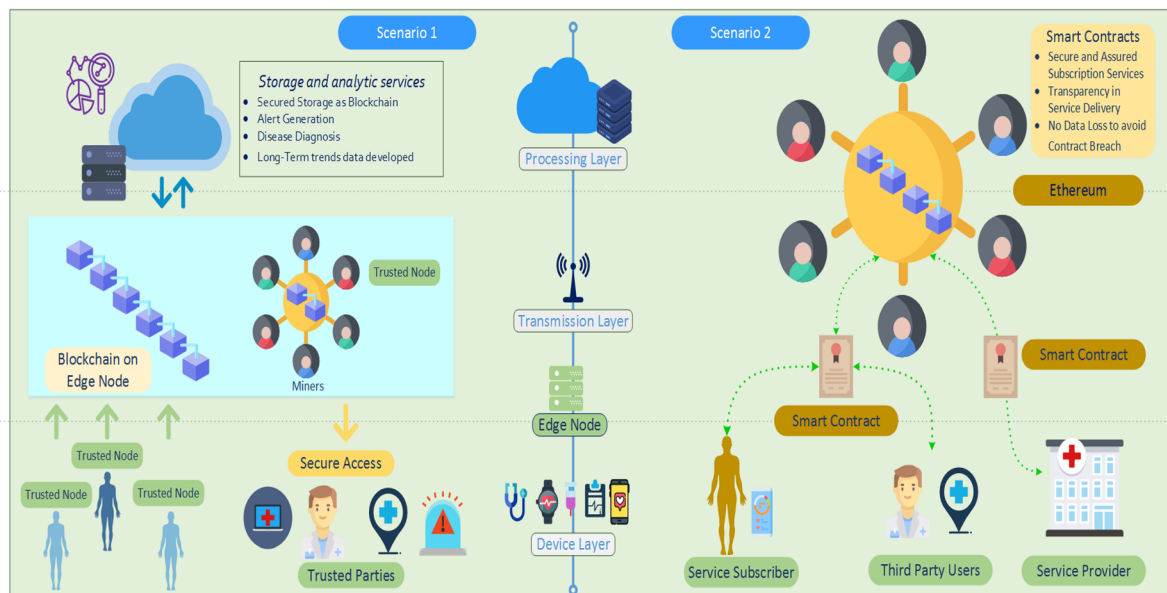 Scenario 1
Storage and analytic services
Secured Storage as Blockchain
Alert Generation
Disease Diagnosis
Long-Term trends data developed
Trusted Node
Blockchain on
Edge Node
Miners
Trusted Node
Trusted Node
Trusted Node
Secure Access
Trusted Parties
Processing Layer
Transmission Layer
Edge Node
Device Layer
Scenario 2
Smart Contracts
Secure and Assured
Subscription Services
Transparency in
Service Delivery
No Data Loss to avoid
Contract Breach
Ethereum
Smart Contract
Smart Contract
Service Subscriber
Third Party Users
Service Provider